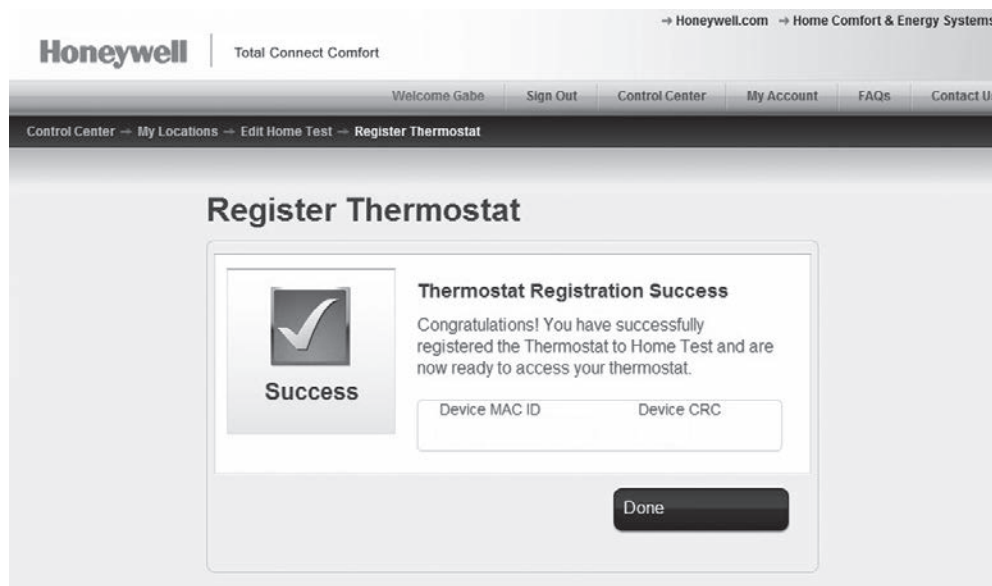 → Honeywell.com → Home Comfort & Energy Systems
Honeywell
Total Connect Comfort
Welcome Gabe Sign Out Control Center My Account FAQs Contact U
Control Center → My Locations → Edit Home Test → Register Thermostat
Register Thermostat
Success
Thermostat Registration Success
Congratulations! You have successfully
registered the Thermostat to Home Test and are
now ready to access your thermostat.
Device MAC ID Device CRC
Done